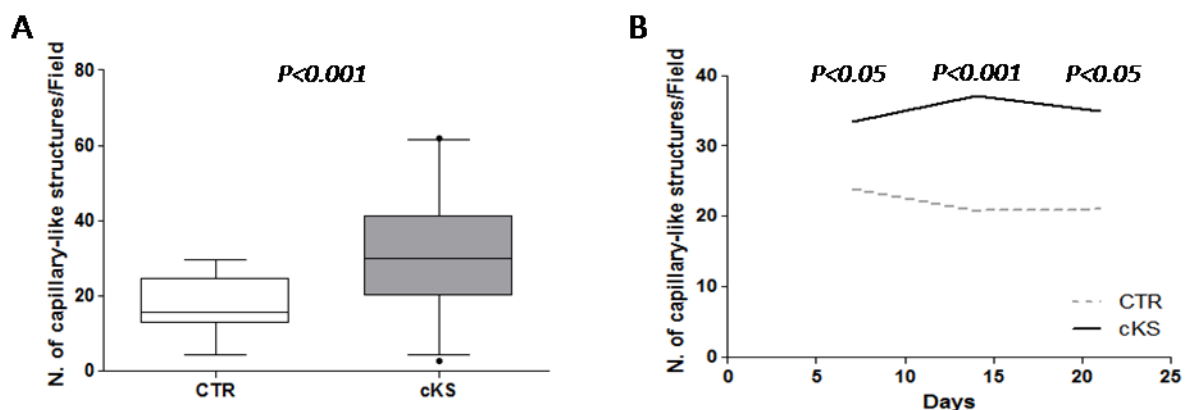 A
N. of capillary-like structures/Field
80
60
40
20
0
P<0.001
CTR
cKS
B
N. of capillary-like structures/Field
40
30
20
10
0
P<0.05 P<0.001 P<0.05
CTR
cKS
0 5 10 15 20 25
Days